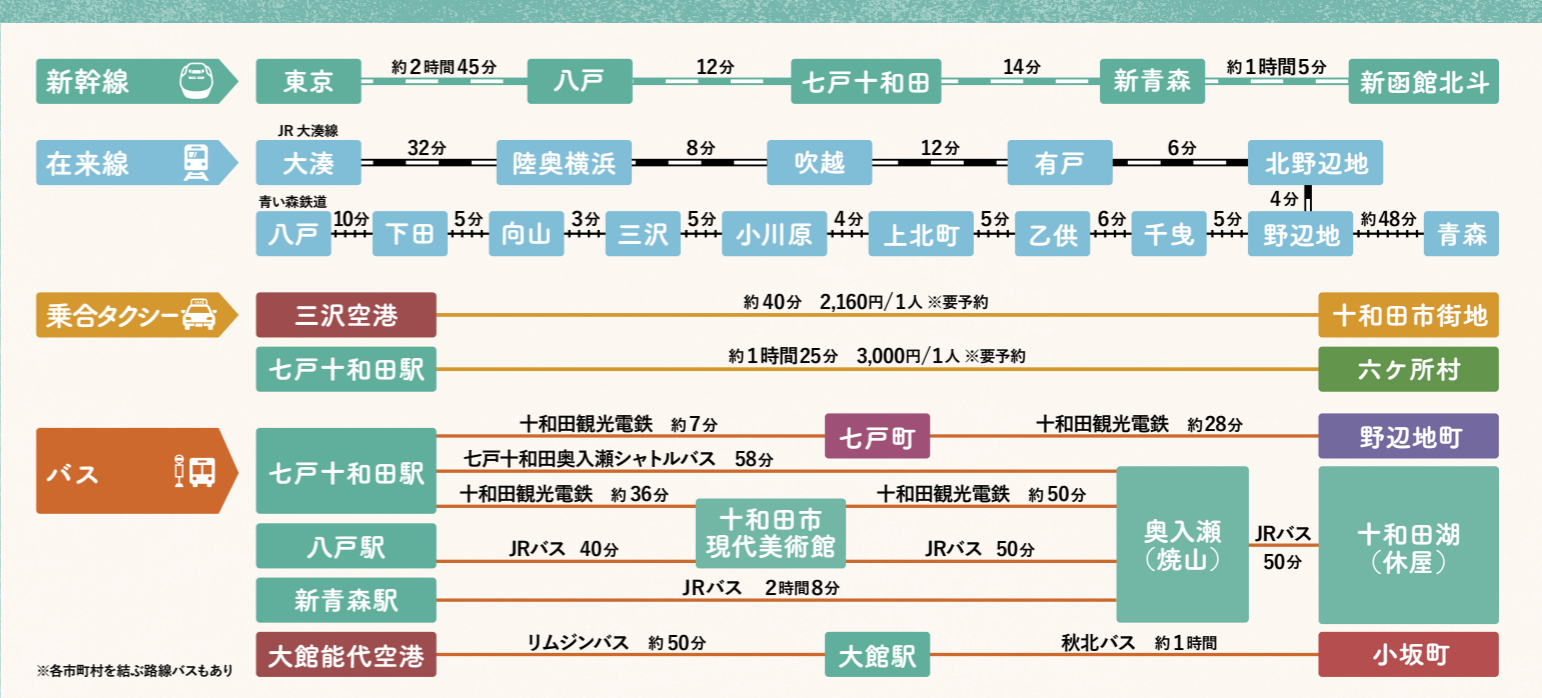 新幹線
東京 約2時間45分 八戸 12分 七戸十和田 14分 新青森 約1時間5分 新函館北斗
在来線
JR 大湊線
大湊 32分 陸奥横浜 8分 吹越 12分 有戸 6分 北野辺地
4分
青い森鉄道
八戸 10分 下田 5分 向山 3分 三沢 5分 小川原 4分 上北町 5分 乙供 6分 千曳 5分 野辺地 約48分 青森
乗合タクシー
三沢空港 約40分 2,160円/1人 ※要予約 十和田市街地
七戸十和田駅 約1時間25分 3,000円/1人 ※要予約 六ケ所村
バス
七戸十和田駅
十和田観光電鉄 約7分 七戸町 十和田観光電鉄 約28分 野辺地町
七戸十和田奥入瀬シャトルバス 58分
十和田観光電鉄 約36分 十和田観光電鉄 約50分
十和田市
現代美術館
八戸駅 JRバス 40分 JRバス 50分
奥入瀬
（焼山）
JRバス
50分
十和田湖
（休屋）
新青森駅 JRバス 2時間8分
大館能代空港 リムジンバス 約50分 大館駅 秋北バス 約1時間 小坂町
※各市町村を結ぶ路線バスもあり